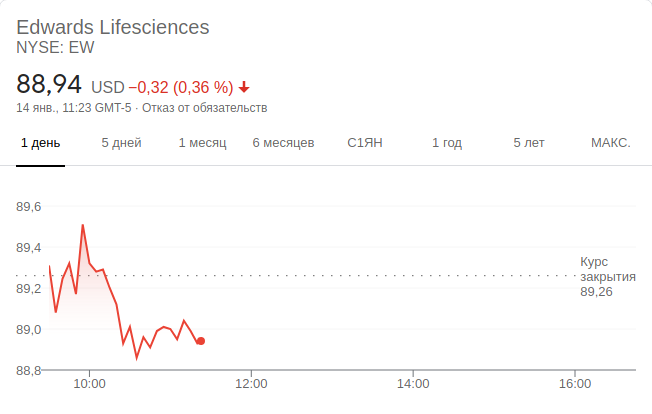 Edwards Lifesciences
NYSE: EW
88,94 USD −0,32 (0,36 %)
14 янв., 11:23 GMT-5 · Отказ от обязательств
1 день 5 дней 1 месяц 6 месяцев С1ЯН 1 год 5 лет МАКС.
89,6
89,4
Курс
закрытия
89,26
89,2
89,0
88,8
10:00 12:00 14:00 16:00